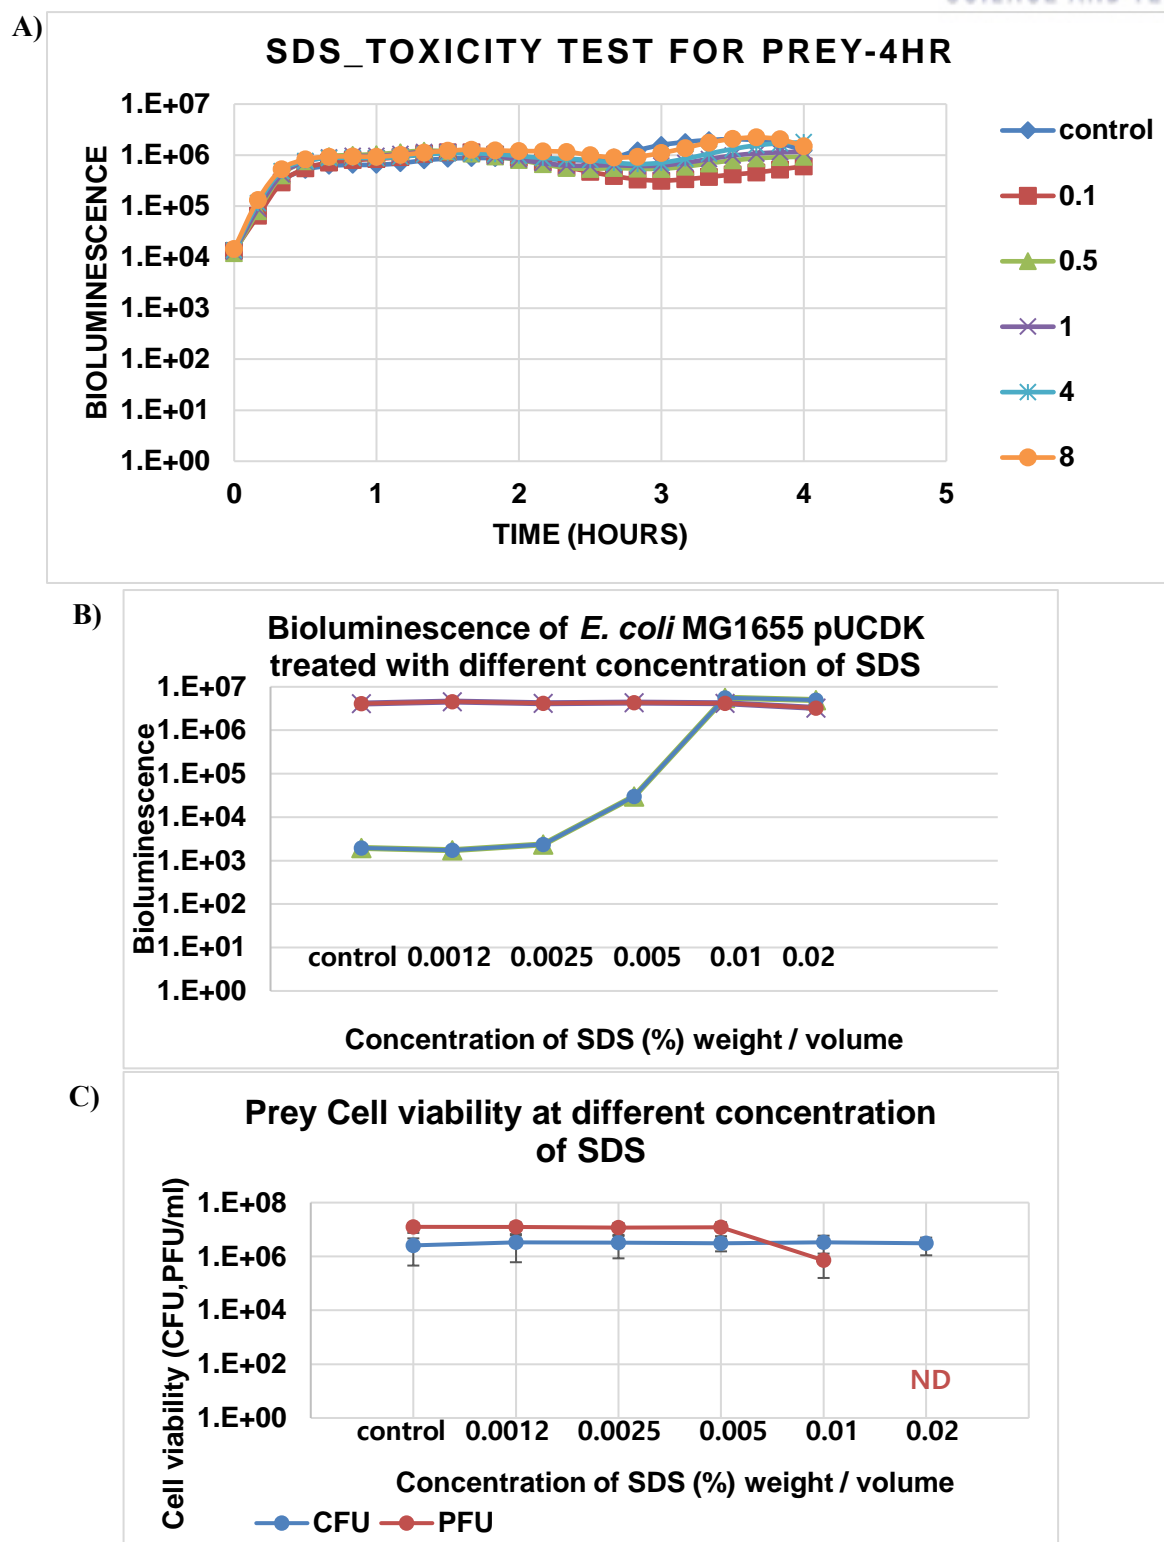 A)
SDS_TOXICITY TEST FOR PREY-4HR
1.E+07
1.E+06
1.E+05
1.E+04
1.E+03
1.E+02
1.E+01
1.E+00
BIOLUMINESCENCE
0 1 2 3 4 5
TIME (HOURS)
control
0.1
0.5
1
4
8
B)
Bioluminescence of E. coli MG1655 pUCDK
treated with different concentration of SDS
1.E+07
1.E+06
1.E+05
1.E+04
1.E+03
1.E+02
1.E+01
1.E+00
Bioluminescence
control 0.0012 0.0025 0.005 0.01 0.02
Concentration of SDS (%) weight / volume
C)
Prey Cell viability at different concentration
of SDS
1.E+08
1.E+06
1.E+04
1.E+02
1.E+00
Cell viability (CFU,PFU/ml)
ND
control 0.0012 0.0025 0.005 0.01 0.02
Concentration of SDS (%) weight / volume
CFU PFU